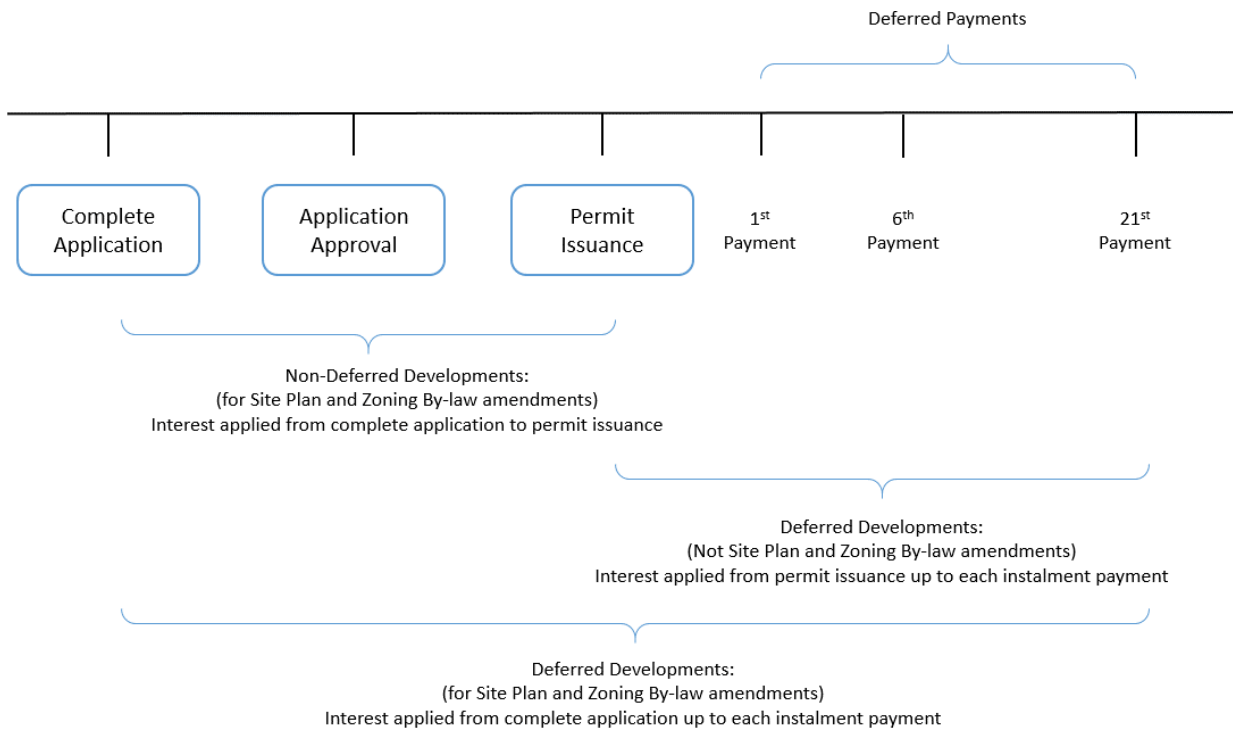 Deferred Payments
Complete
Application
Application
Approval
Permit
Issuance
1st
Payment
6th
Payment
21st
Payment
Non-Deferred Developments:
(for Site Plan and Zoning By-law amendments)
Interest applied from complete application to permit issuance
Deferred Developments:
(Not Site Plan and Zoning By-law amendments)
Interest applied from permit issuance up to each instalment payment
Deferred Developments:
(for Site Plan and Zoning By-law amendments)
Interest applied from complete application up to each instalment payment